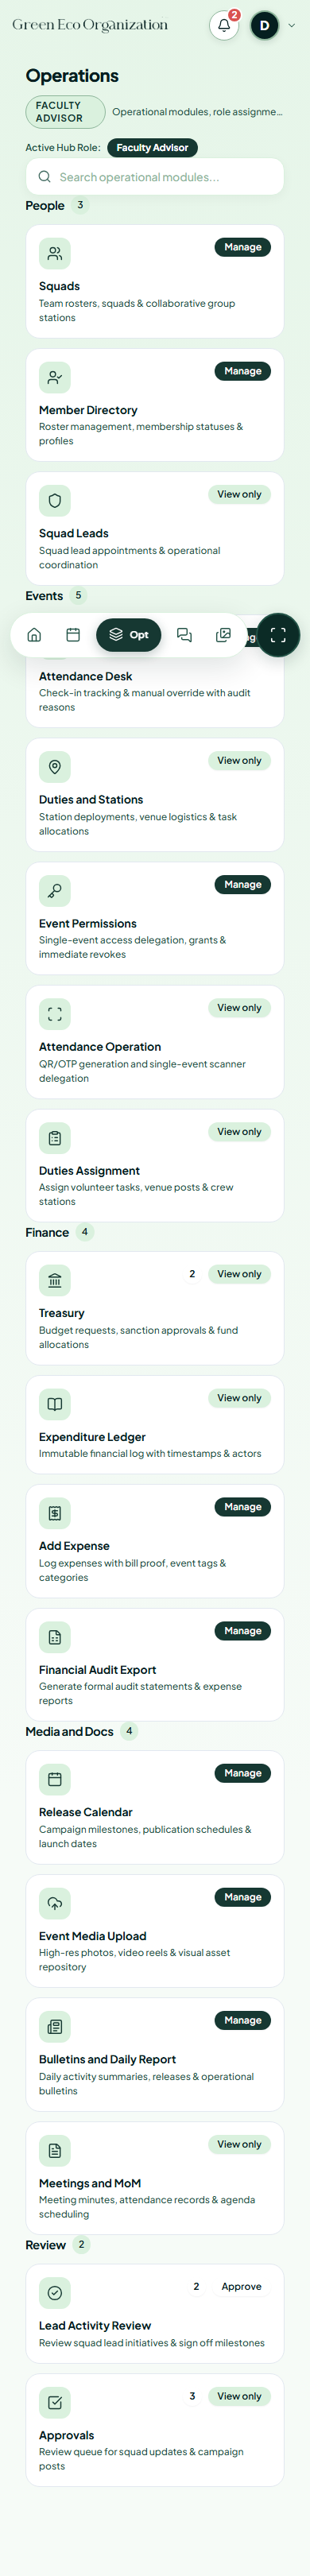 Green Eco Organization
2
D
Operations
FACULTY
ADVISOR
Operational modules, role assignme...
Active Hub Role:
Faculty Advisor
Search operational modules...
People 3
Manage
Squads
Team rosters, squads & collaborative group
stations
Manage
Member Directory
Roster management, membership statuses &
profiles
View only
Squad Leads
Squad lead appointments & operational
coordination
Events 5
Opt
Attendance Desk
Check-in tracking & manual override with audit
reasons
View only
Duties and Stations
Station deployments, venue logistics & task
allocations
Manage
Event Permissions
Single-event access delegation, grants &
immediate revokes
View only
Attendance Operation
QR/OTP generation and single-event scanner
delegation
View only
Duties Assignment
Assign volunteer tasks, venue posts & crew
stations
Finance 4
2 View only
Treasury
Budget requests, sanction approvals & fund
allocations
View only
Expenditure Ledger
Immutable financial log with timestamps & actors
Manage
Add Expense
Log expenses with bill proof, event tags &
categories
Manage
Financial Audit Export
Generate formal audit statements & expense
reports
Media and Docs 4
Manage
Release Calendar
Campaign milestones, publication schedules &
launch dates
Manage
Event Media Upload
High-res photos, video reels & visual asset
repository
Manage
Bulletins and Daily Report
Daily activity summaries, releases & operational
bulletins
View only
Meetings and MoM
Meeting minutes, attendance records & agenda
scheduling
Review 2
2 Approve
Lead Activity Review
Review squad lead initiatives & sign off milestones
3 View only
Approvals
Review queue for squad updates & campaign
posts